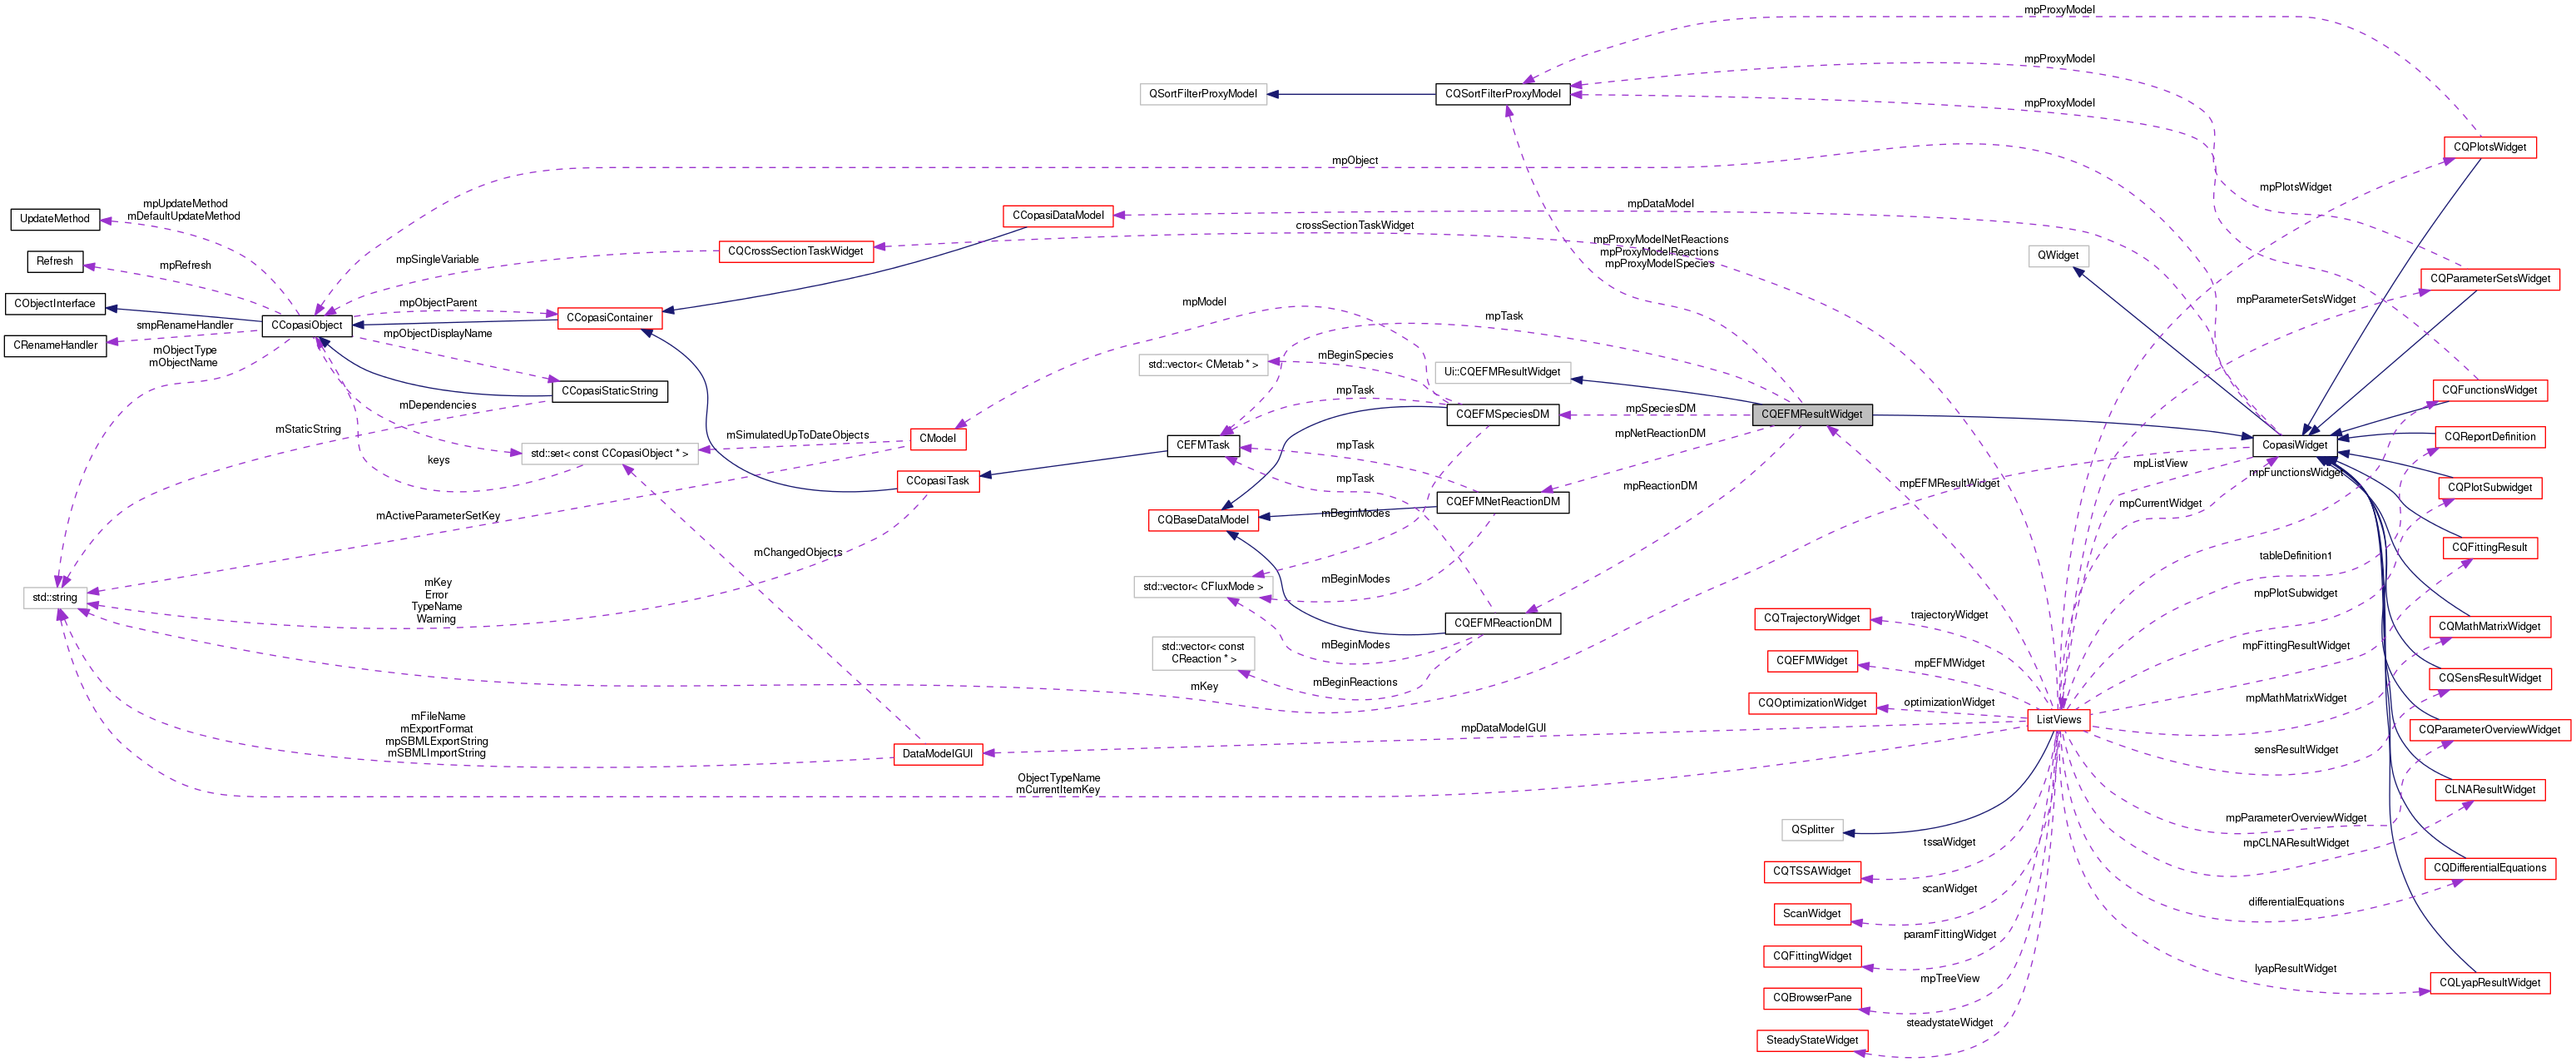 mpProxyModel
mpProxyModel
QSortFilterProxyModel
CQSortFilterProxyModel
mpProxyModel
CQPlotsWidget
mpObject
mpPlotsWidget
mpUpdateMethod
mDefaultUpdateMethod
UpdateMethod
CCopasiDataModel
mpDataModel
crossSectionTaskWidget
mpProxyModelNetReactions
mpProxyModelReactions
mpProxyModelSpecies
CQCrossSectionTaskWidget
QWidget
Refresh
mpRefresh
mpSingleVariable
CQParameterSetsWidget
CObjectInterface
mpObjectParent
mpModel
mpParameterSetsWidget
CCopasiObject
CCopasiContainer
smpRenameHandler
mpObjectDisplayName
CRenameHandler
mpTask
mObjectType
mObjectName
mBeginSpecies
std::vector< CMetab * >
Ui::CQEFMResultWidget
CCopasiStaticString
mpTask
CQFunctionsWidget
mDependencies
CQEFMSpeciesDM
mpSpeciesDM
CQEFMResultWidget
mStaticString
mSimulatedUpToDateObjects
CModel
CEFMTask
mpTask
mpNetReactionDM
CopasiWidget
CQReportDefinition
std::set< const CCopasiObject * >
keys
mpListView
mpFunctionsWidget
CCopasiTask
mpTask
mpReactionDM
mpEFMResultWidget
CQPlotSubwidget
mpCurrentWidget
CQEFMNetReactionDM
mActiveParameterSetKey
CQBaseDataModel
mBeginModes
mChangedObjects
CQFittingResult
tableDefinition1
mKey
Error
TypeName
Warning
std::string
mBeginModes
std::vector< CFluxMode >
mpPlotSubwidget
CQTrajectoryWidget
trajectoryWidget
CQEFMReactionDM
CQMathMatrixWidget
mBeginModes
mpFittingResultWidget
std::vector< const
CReaction * >
CQEFMWidget
mpEFMWidget
CQSensResultWidget
mKey
mBeginReactions
mpMathMatrixWidget
CQOptimizationWidget
optimizationWidget
ListViews
mFileName
mExportFormat
mpSBMLExportString
mSBMLImportString
mpDataModelGUI
CQParameterOverviewWidget
DataModelGUI
sensResultWidget
ObjectTypeName
mCurrentItemKey
CLNAResultWidget
mpParameterOverviewWidget
QSplitter
tssaWidget
mpCLNAResultWidget
CQTSSAWidget
CQDifferentialEquations
scanWidget
differentialEquations
ScanWidget
paramFittingWidget
CQFittingWidget
lyapResultWidget
mpTreeView
CQLyapResultWidget
CQBrowserPane
steadystateWidget
SteadyStateWidget